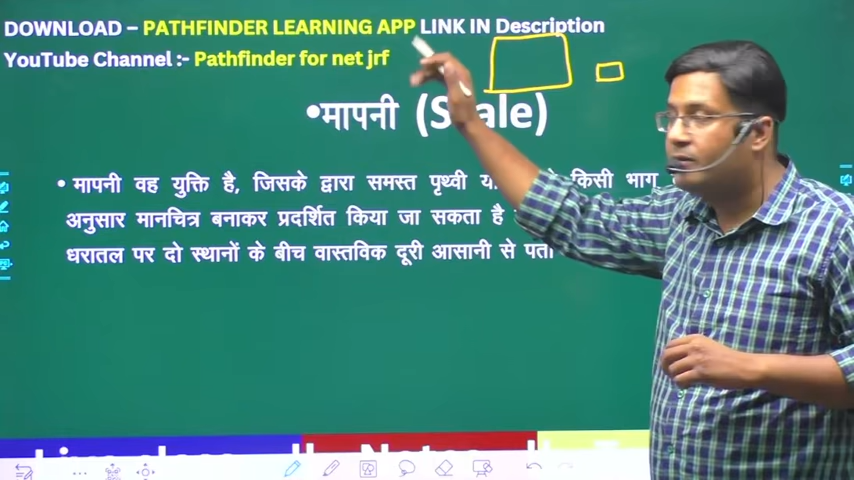 DOWNLOAD – PATHFINDER LEARNING APP LINK IN Description
YouTube Channel :- Pathfinder for net jrf
•मापनी (Scale)
• मापनी वह युक्ति है, जिसके द्वारा समस्त पृथ्वी किसी भाग
अनुसार मानचित्र बनाकर प्रदर्शित किया जा सकता है
धरातल पर दो स्थानों के बीच वास्तविक दूरी आसानी से पता